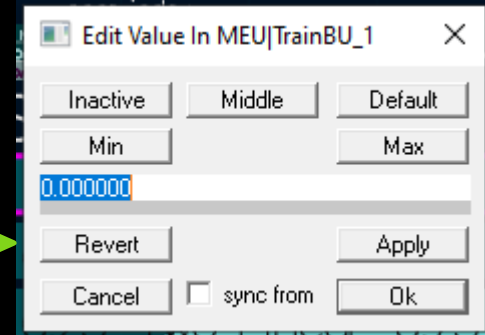 Edit Value In MEU|TrainBU_1
Inactive Middle Default
Min Max
0.000000
Revert Apply
Cancel sync from Ok